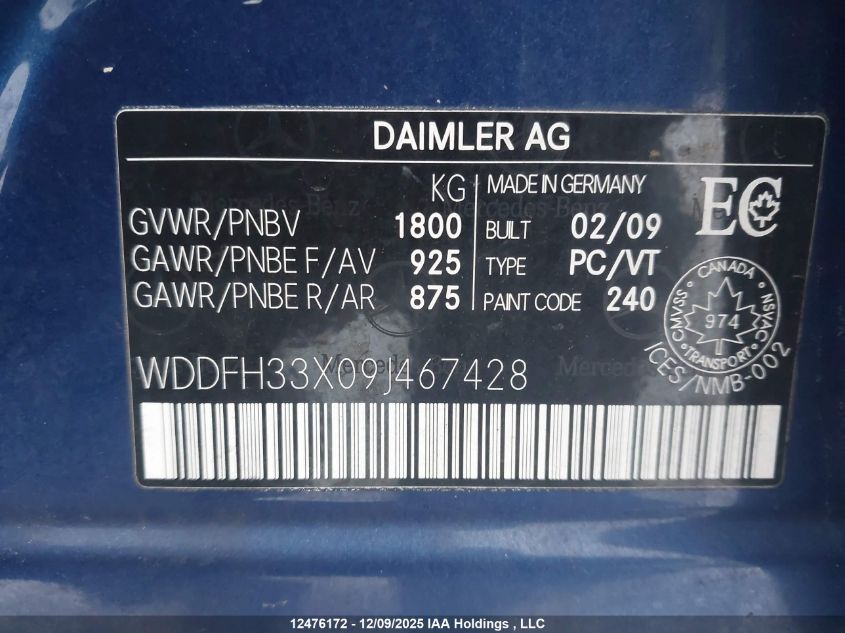 DAIMLER AG
KG
GVWR/PNBV 1800
GAWR/PNBE F/AV 925
GAWR/PNBE R/AR 875
MADE IN GERMANY
BUILT 02/09
TYPE PC/VT
PAINT CODE 240
EC
CANADA
CMVSS 974 NSVAC
TRANSPORT
ICES/NMB-002
Mercedes-Benz
WDDFH33X09J467428
12476172 - 12/09/2025 IAA Holdings , LLC